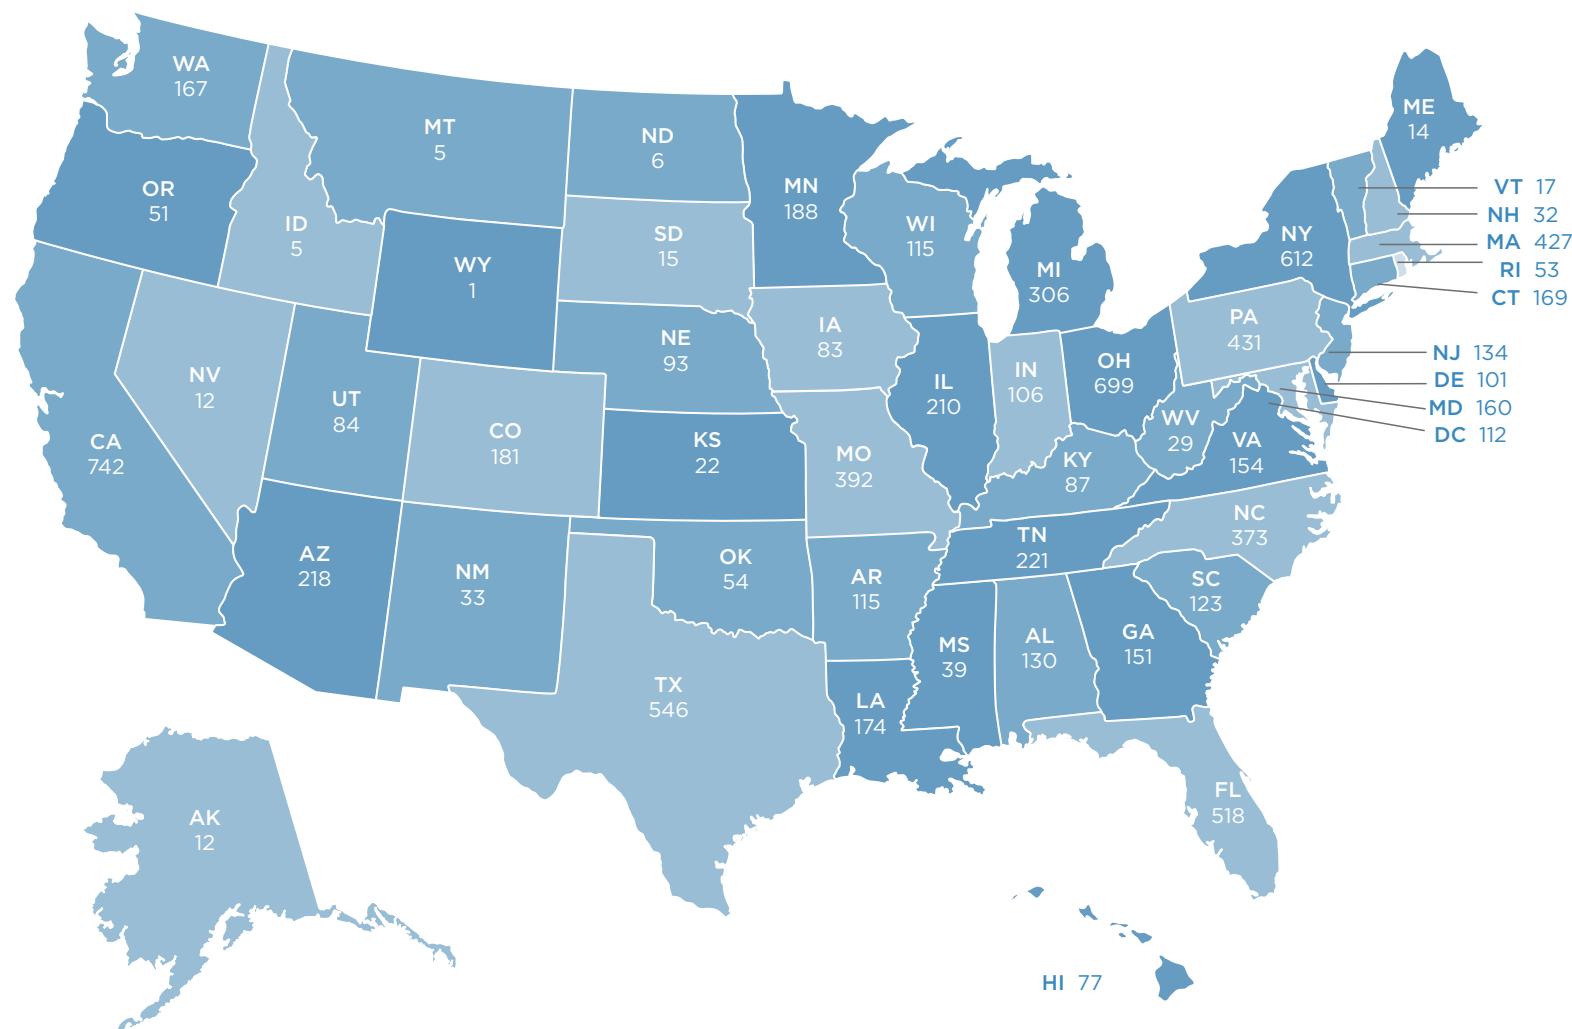 WA
167
MT
5
ND
6
ME
14
OR
51
ID
5
MN
188
VT 17
NH 32
WI
115
SD
15
WY
1
NY
612
MA 427
MI
306
RI 53
CT 169
PA
431
IA
83
NE
93
NJ 134
OH
699
IN
106
IL
210
DE 101
MD 160
DC 112
NV
12
UT
84
CO
181
WV
29
VA
154
CA
742
KS
22
MO
392
KY
87
NC
373
TN
221
AZ
218
NM
33
OK
54
AR
115
SC
123
MS
39
AL
130
GA
151
TX
546
LA
174
FL
518
AK
12
HI 77